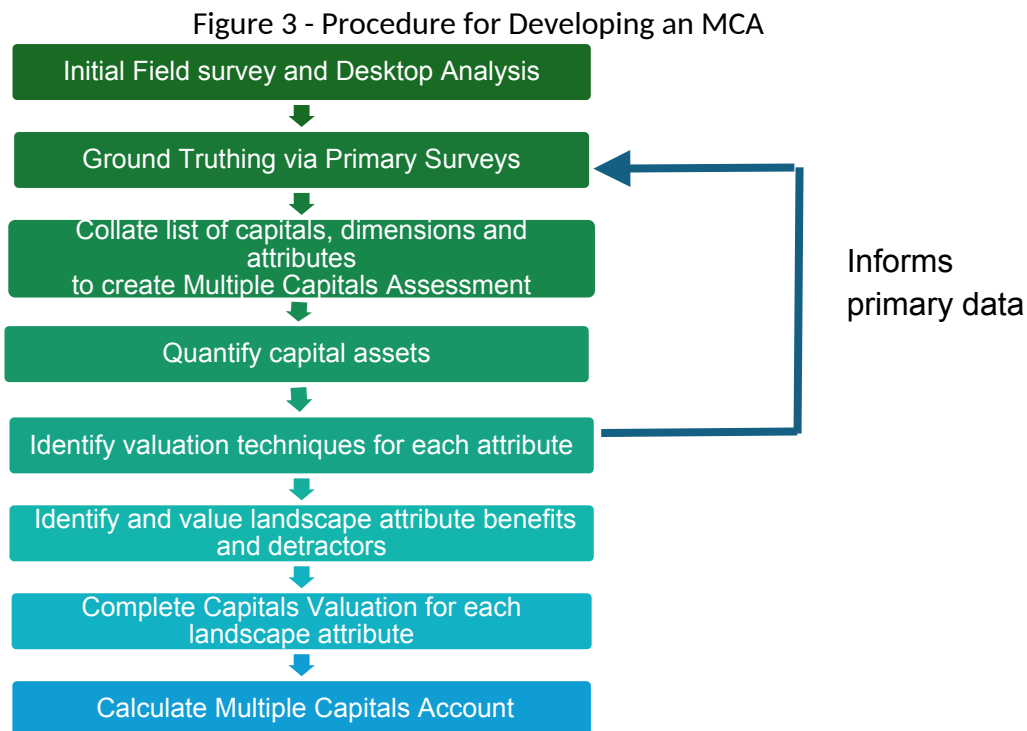 Figure 3 - Procedure for Developing an MCA
Initial Field survey and Desktop Analysis
Ground Truthing via Primary Surveys
Collate list of capitals, dimensions and
attributes
to create Multiple Capitals Assessment
Informs
primary data
Quantify capital assets
Identify valuation techniques for each attribute
Identify and value landscape attribute benefits
and detractors
Complete Capitals Valuation for each
landscape attribute
Calculate Multiple Capitals Account